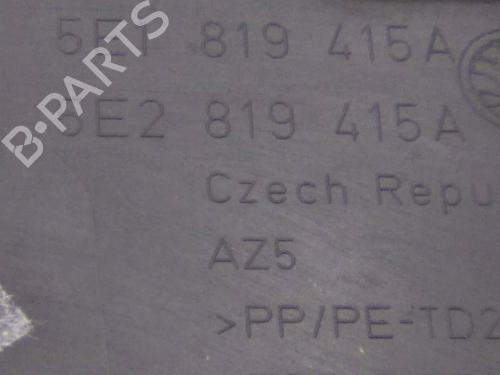 5E1 819 415A
5E2 819 415A
Czech Repu
AZ5
>PP/PE-TD2
B-PARTS